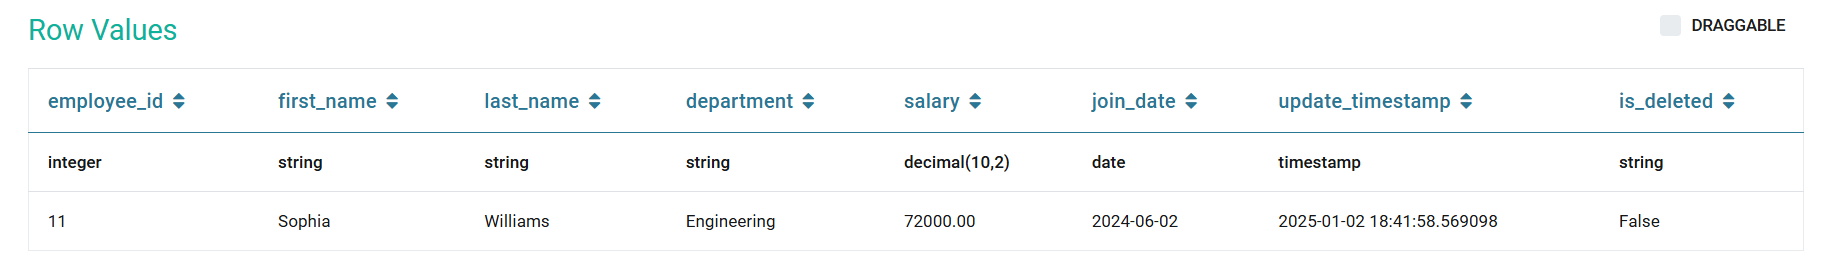 Row Values
DRAGGABLE
employee_id first_name last_name department salary join_date update_timestamp is_deleted
integer string string string decimal(10,2) date timestamp string
11 Sophia Williams Engineering 72000.00 2024-06-02 2025-01-02 18:41:58.569098 False